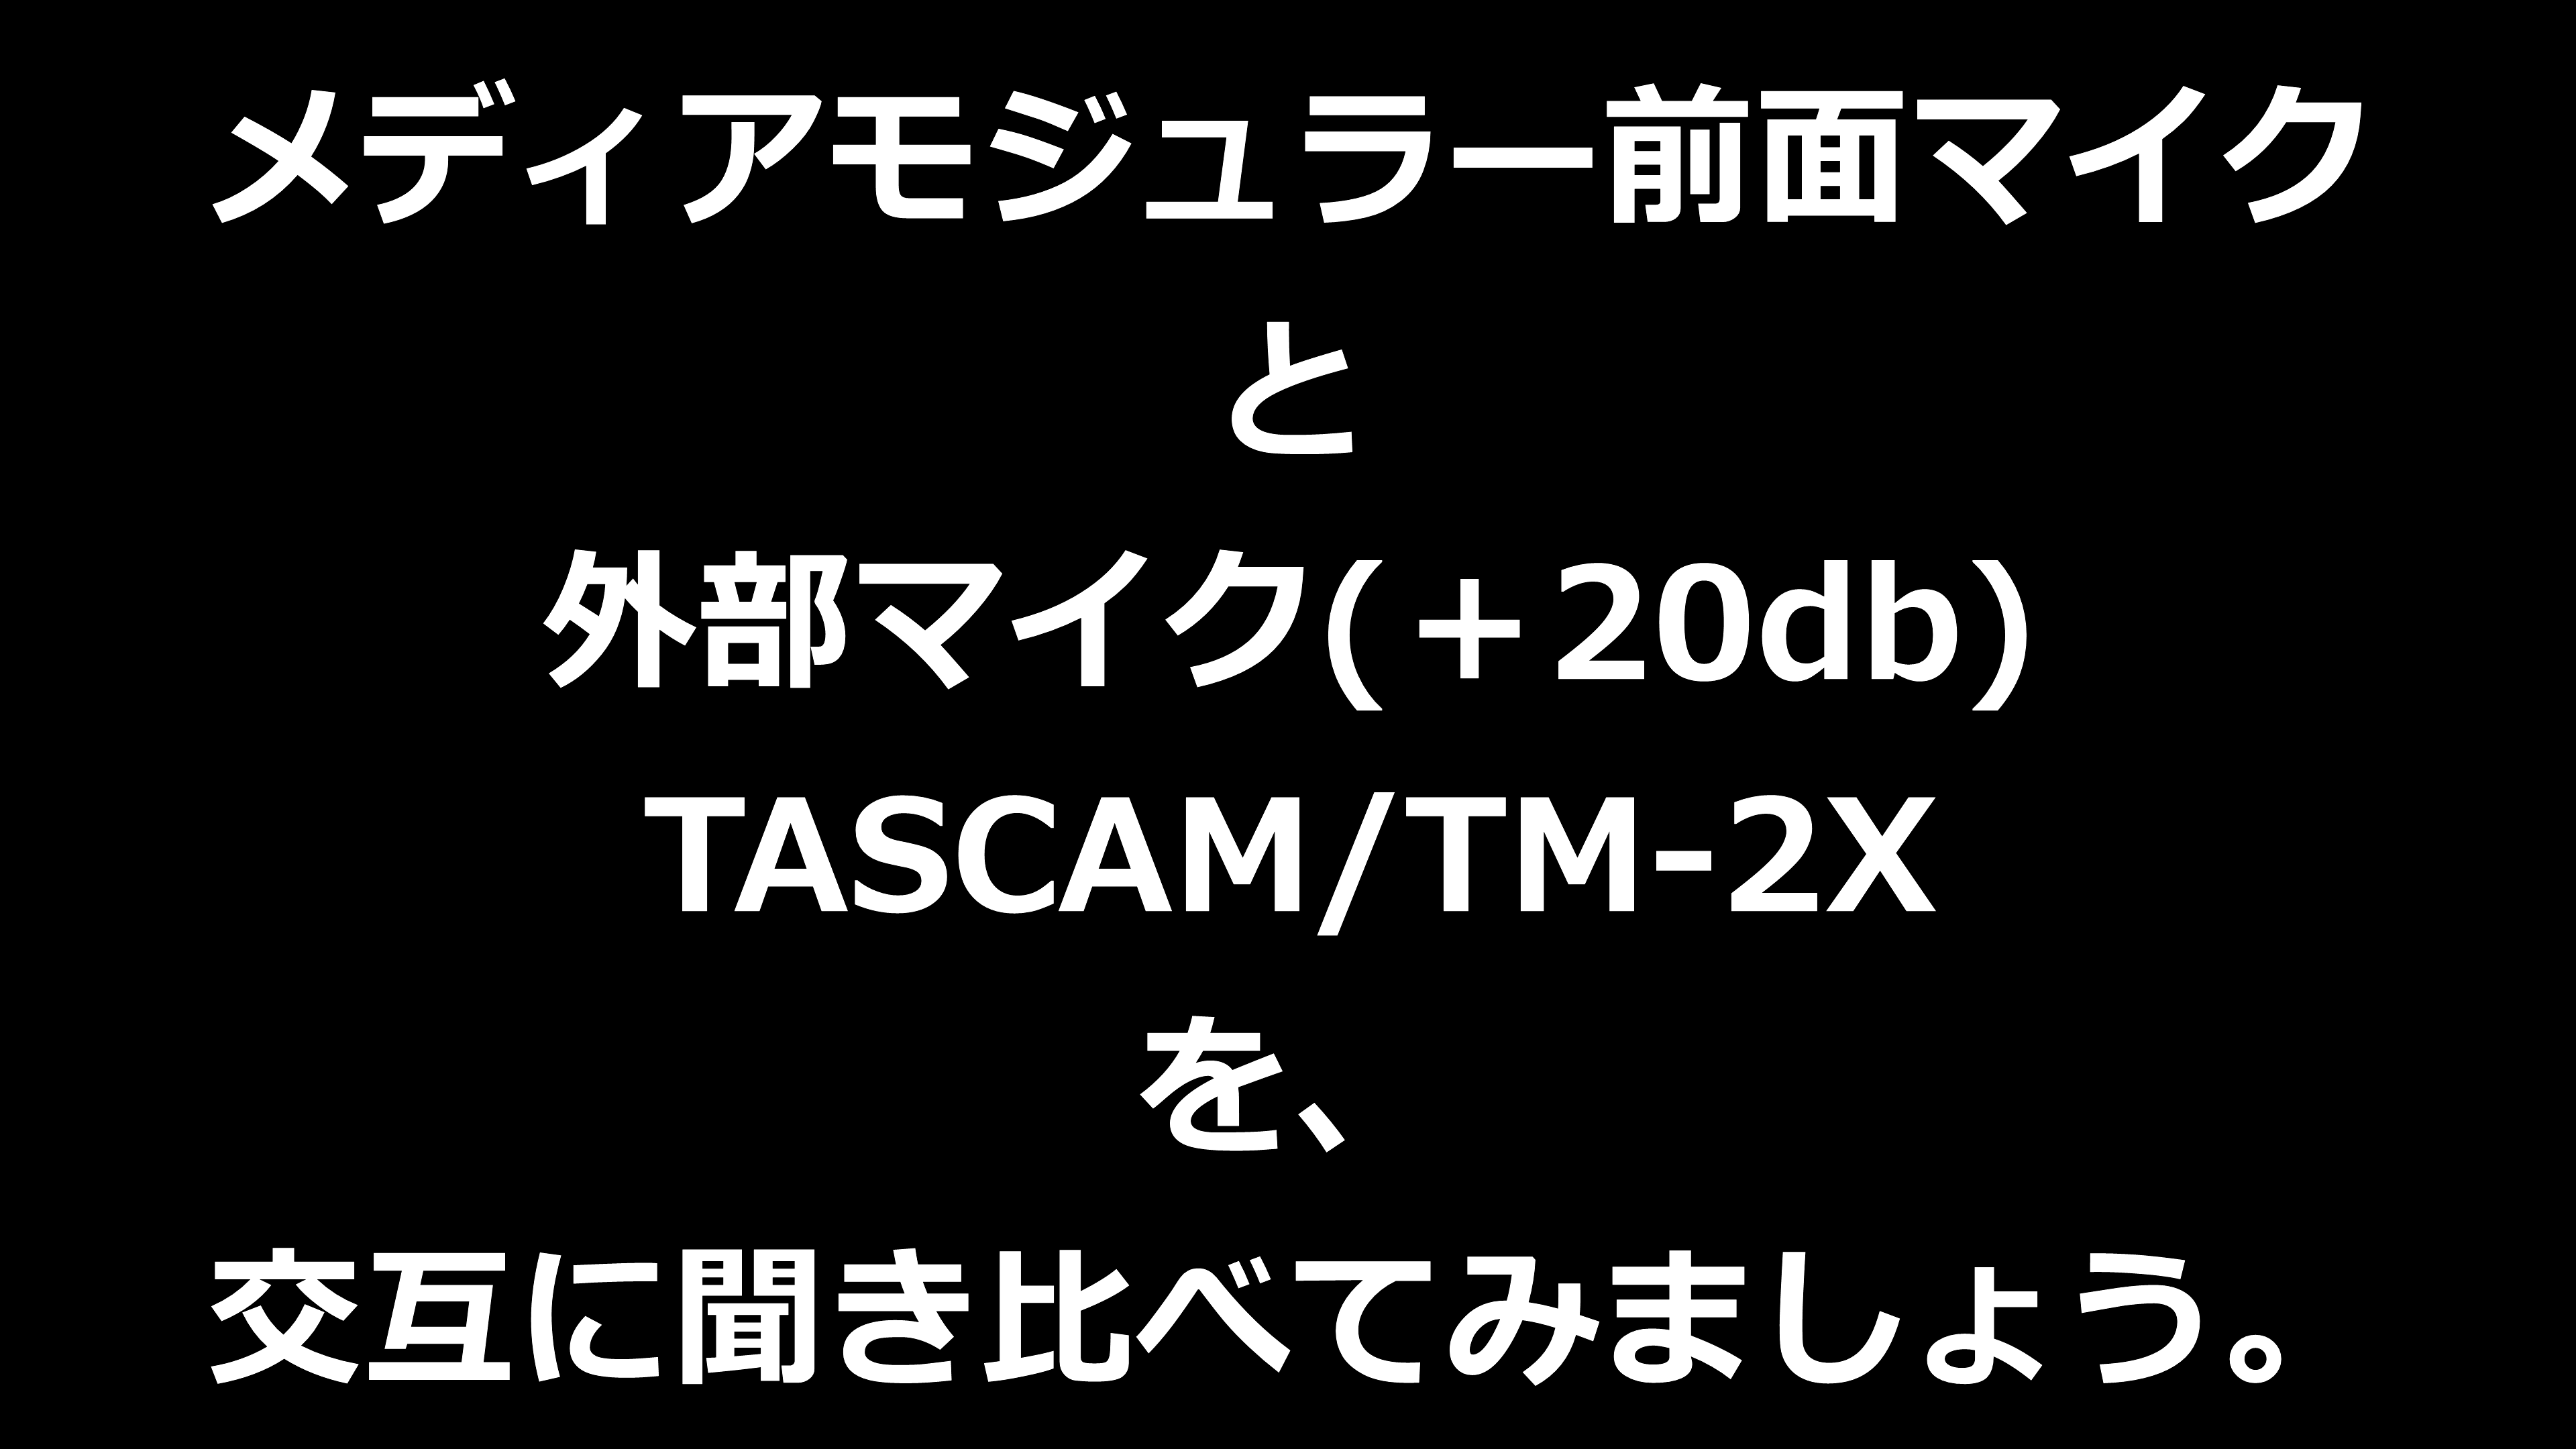 メディアモジュラー前面マイク
と
外部マイク(＋20db)
TASCAM/TM-2X
を、
交互に聞き比べてみましょう。